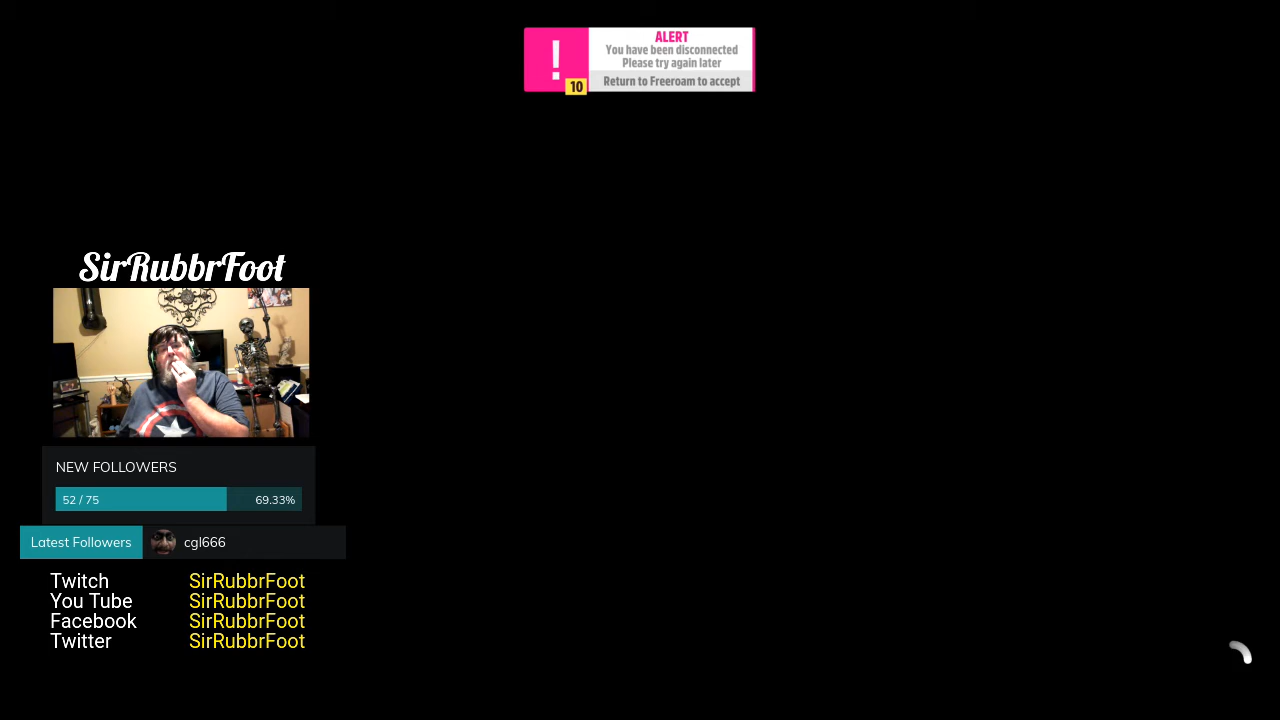 ALERT
You have been disconnected
Please try again later
10
Return to Freeroam to accept
SirRubbrFoot
NEW FOLLOWERS
52 / 75 69.33%
Latest Followers cgl666
Twitch SirRubbrFoot
You Tube SirRubbrFoot
Facebook SirRubbrFoot
Twitter SirRubbrFoot